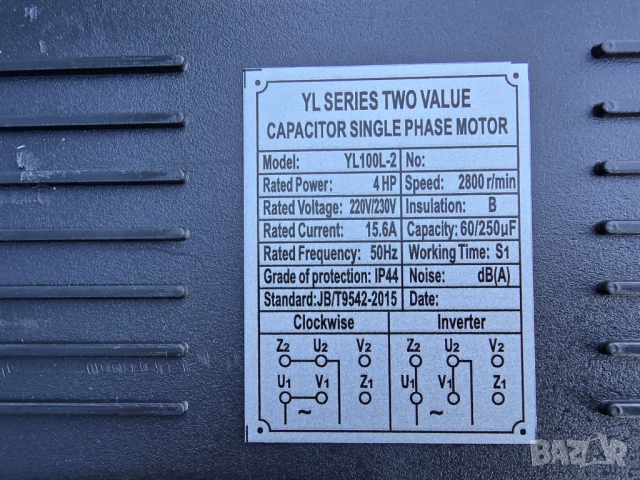 YL SERIES TWO VALUE
CAPACITOR SINGLE PHASE MOTOR
Model: YL100L-2 No:
Rated Power: 4 HP Speed: 2800 r/min
Rated Voltage: 220V/230V Insulation: B
Rated Current: 15.6A Capacity: 60/250μF
Rated Frequency: 50Hz Working Time: S1
Grade of protection: IP44 Noise: dB(A)
Standard:JB/T9542-2015 Date:
Clockwise Inverter
Z2 U2 V2 Z2 U2 V2
U1 V1 Z1 U1 V1 Z1
~ ~
BAZAR